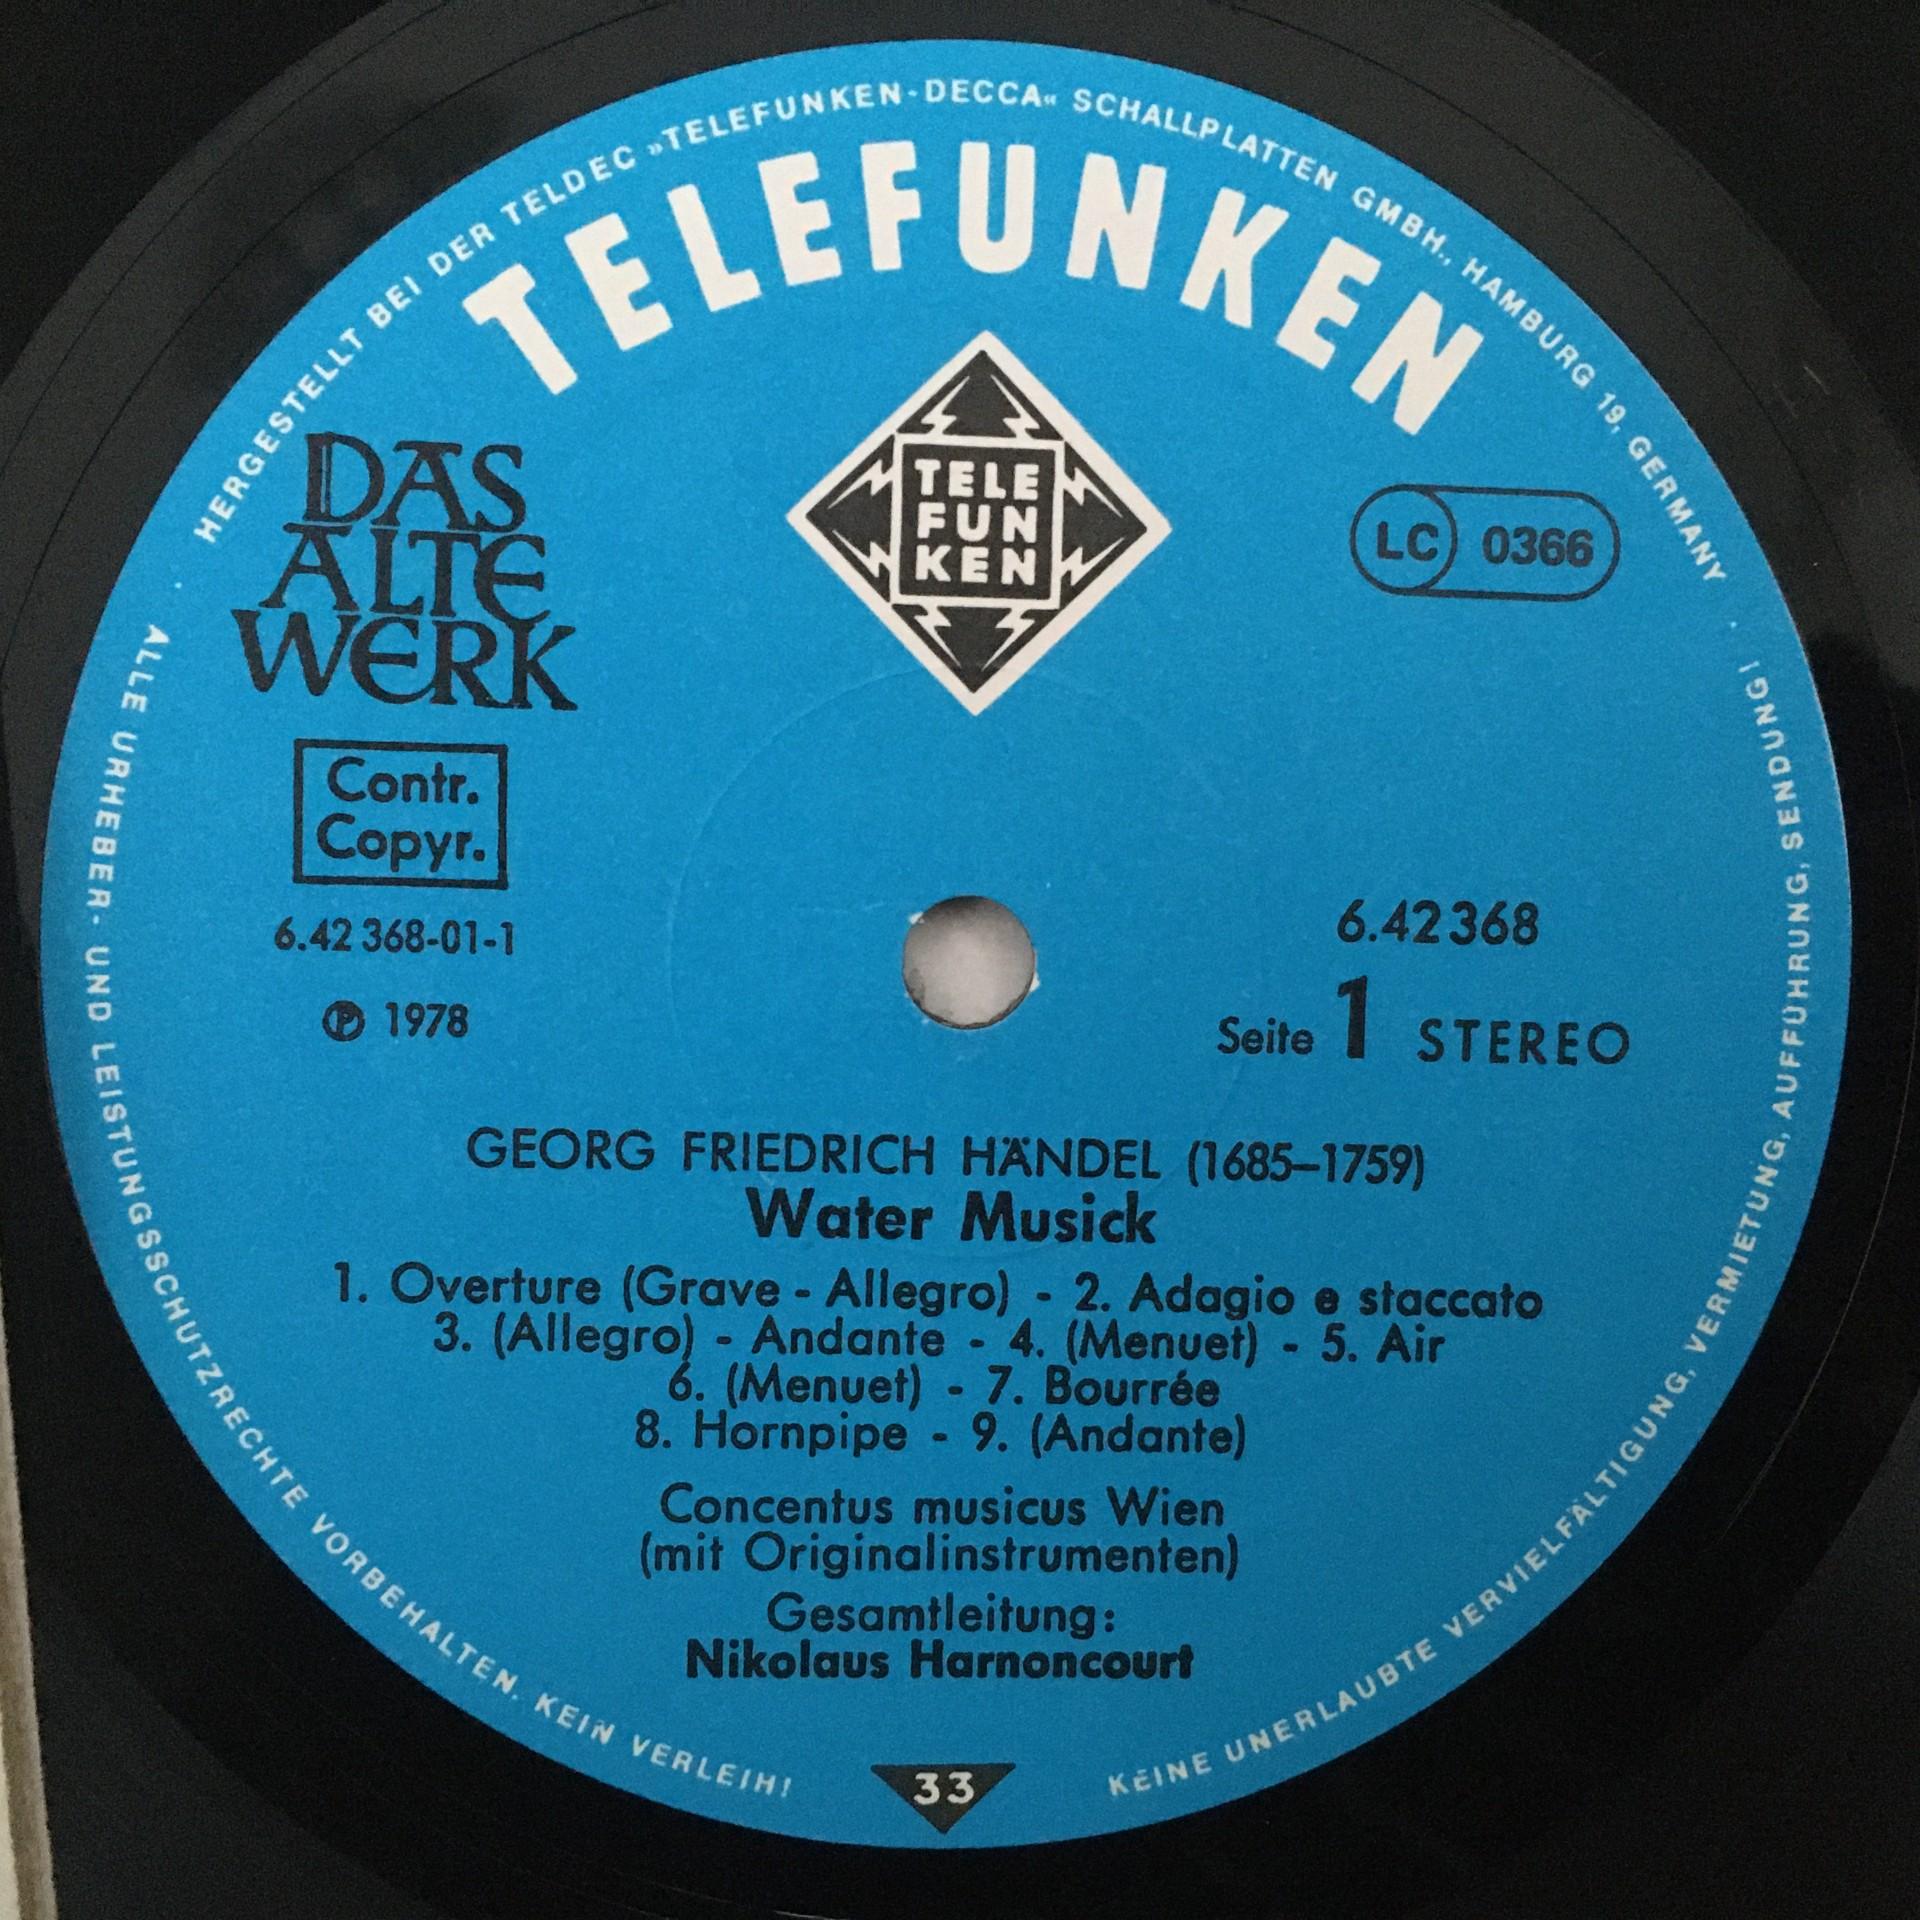 HERGESTELLT BEI DER TELDEC »TELEFUNKEN-DECCA« SCHALLPLATTEN GMBH., HAMBURG 19, GERMANY
TELEFUNKEN
TELE
FUN
KEN
DAS
ALTE
WERK
LC 0366
Contr.
Copyr.
6.42 368-01-1
℗ 1978
6.42368
Seite 1 STEREO
GEORG FRIEDRICH HÄNDEL (1685–1759)
Water Musick
1. Overture (Grave - Allegro) - 2. Adagio e staccato
3. (Allegro) - Andante - 4. (Menuet) - 5. Air
6. (Menuet) - 7. Bourrée
8. Hornpipe - 9. (Andante)
Concentus musicus Wien
(mit Originalinstrumenten)
Gesamtleitung:
Nikolaus Harnoncourt
33
ALLE URHEBER- UND LEISTUNGSSCHUTZRECHTE VORBEHALTEN. KEIN VERLEIH!
KEINE UNERLAUBTE VERVIELFÄLTIGUNG, VERMIETUNG, AUFFÜHRUNG, SENDUNG!